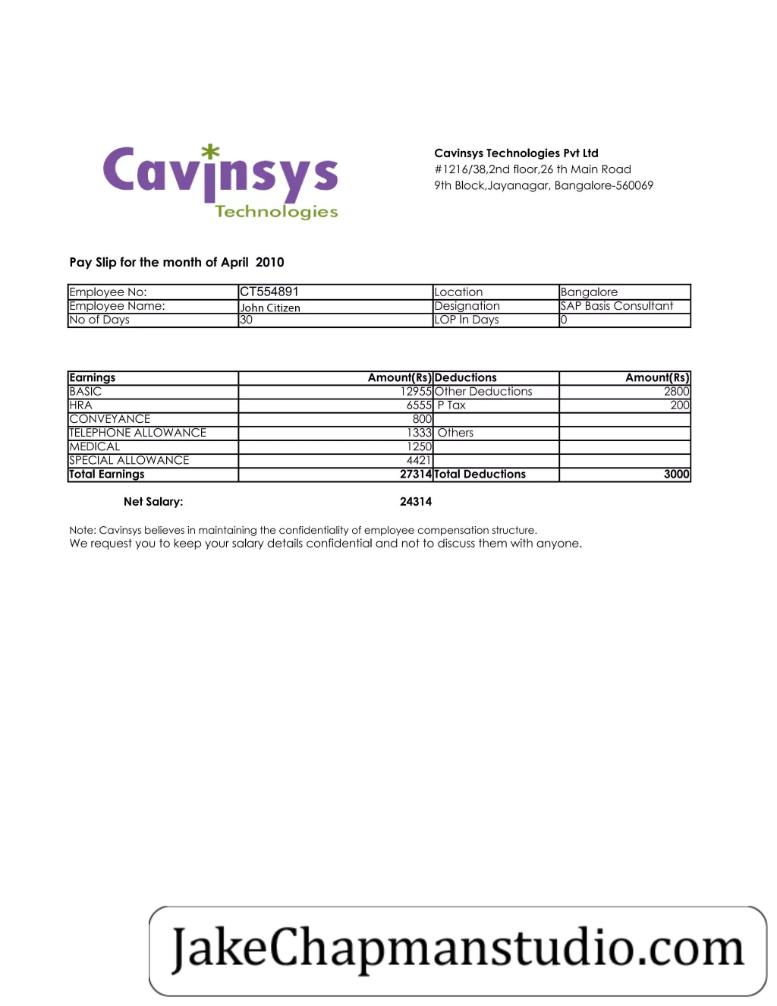 Cavinsys
Technologies
Cavinsys Technologies Pvt Ltd
#1216/38,2nd floor,26 th Main Road
9th Block,Jayanagar, Bangalore-560069
Pay Slip for the month of April 2010
Employee No: CT554891 Location Bangalore
Employee Name: John Citizen Designation SAP Basis Consultant
No of Days 30 LOP In Days 0
Earnings Amount(Rs) Deductions Amount(Rs)
BASIC 12955 Other Deductions 2800
HRA 6555 P Tax 200
CONVEYANCE 800
TELEPHONE ALLOWANCE 1333 Others
MEDICAL 1250
SPECIAL ALLOWANCE 4421
Total Earnings 27314 Total Deductions 3000
Net Salary: 24314
Note: Cavinsys believes in maintaining the confidentiality of employee compensation structure.
We request you to keep your salary details confidential and not to discuss them with anyone.
JakeChapmanstudio.com